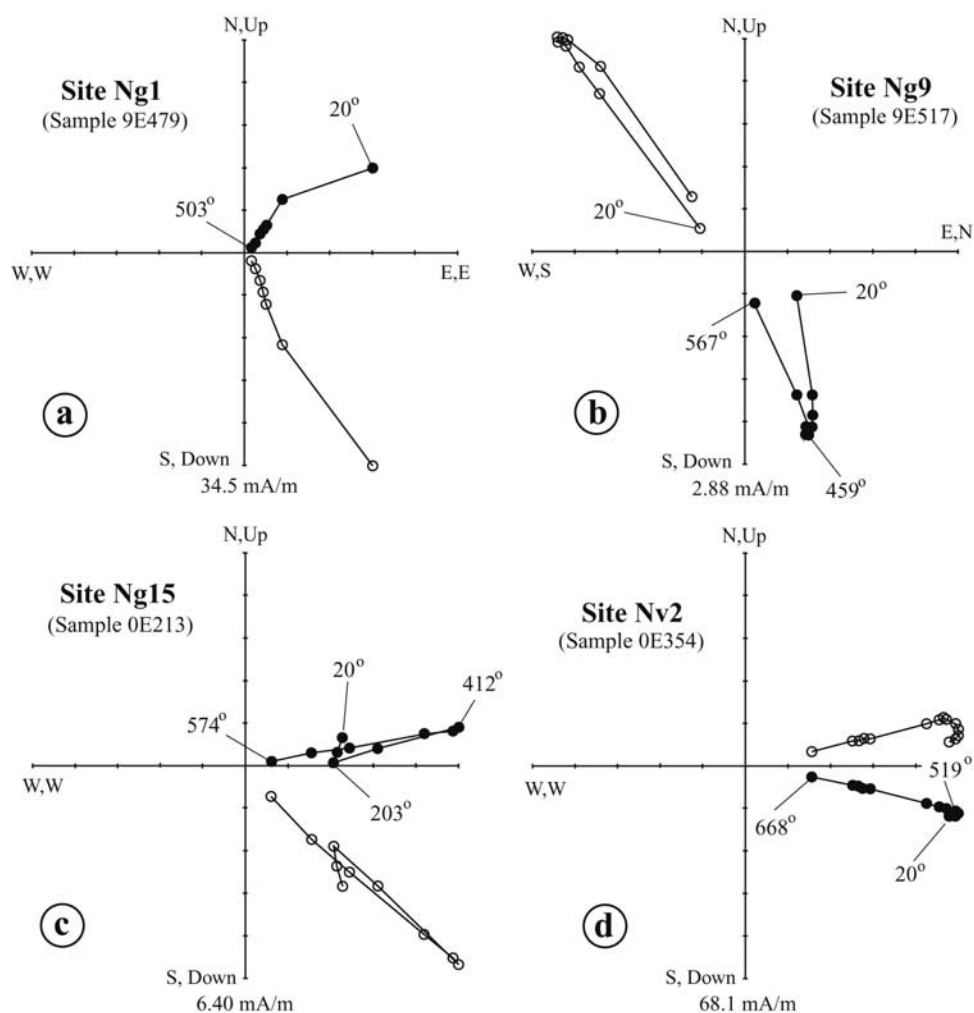 N,Up
Site Ng1
(Sample 9E479)
20°
503°
W,W
E,E
a
S, Down
34.5 mA/m
N,Up
Site Ng9
(Sample 9E517)
20°
E,N
W,S
20°
567°
b
S, Down
2.88 mA/m
459°
N,Up
Site Ng15
(Sample 0E213)
20°
412°
574°
W,W
203°
c
S, Down
6.40 mA/m
N,Up
Site Nv2
(Sample 0E354)
W,W
519°
668°
20°
d
S, Down
68.1 mA/m